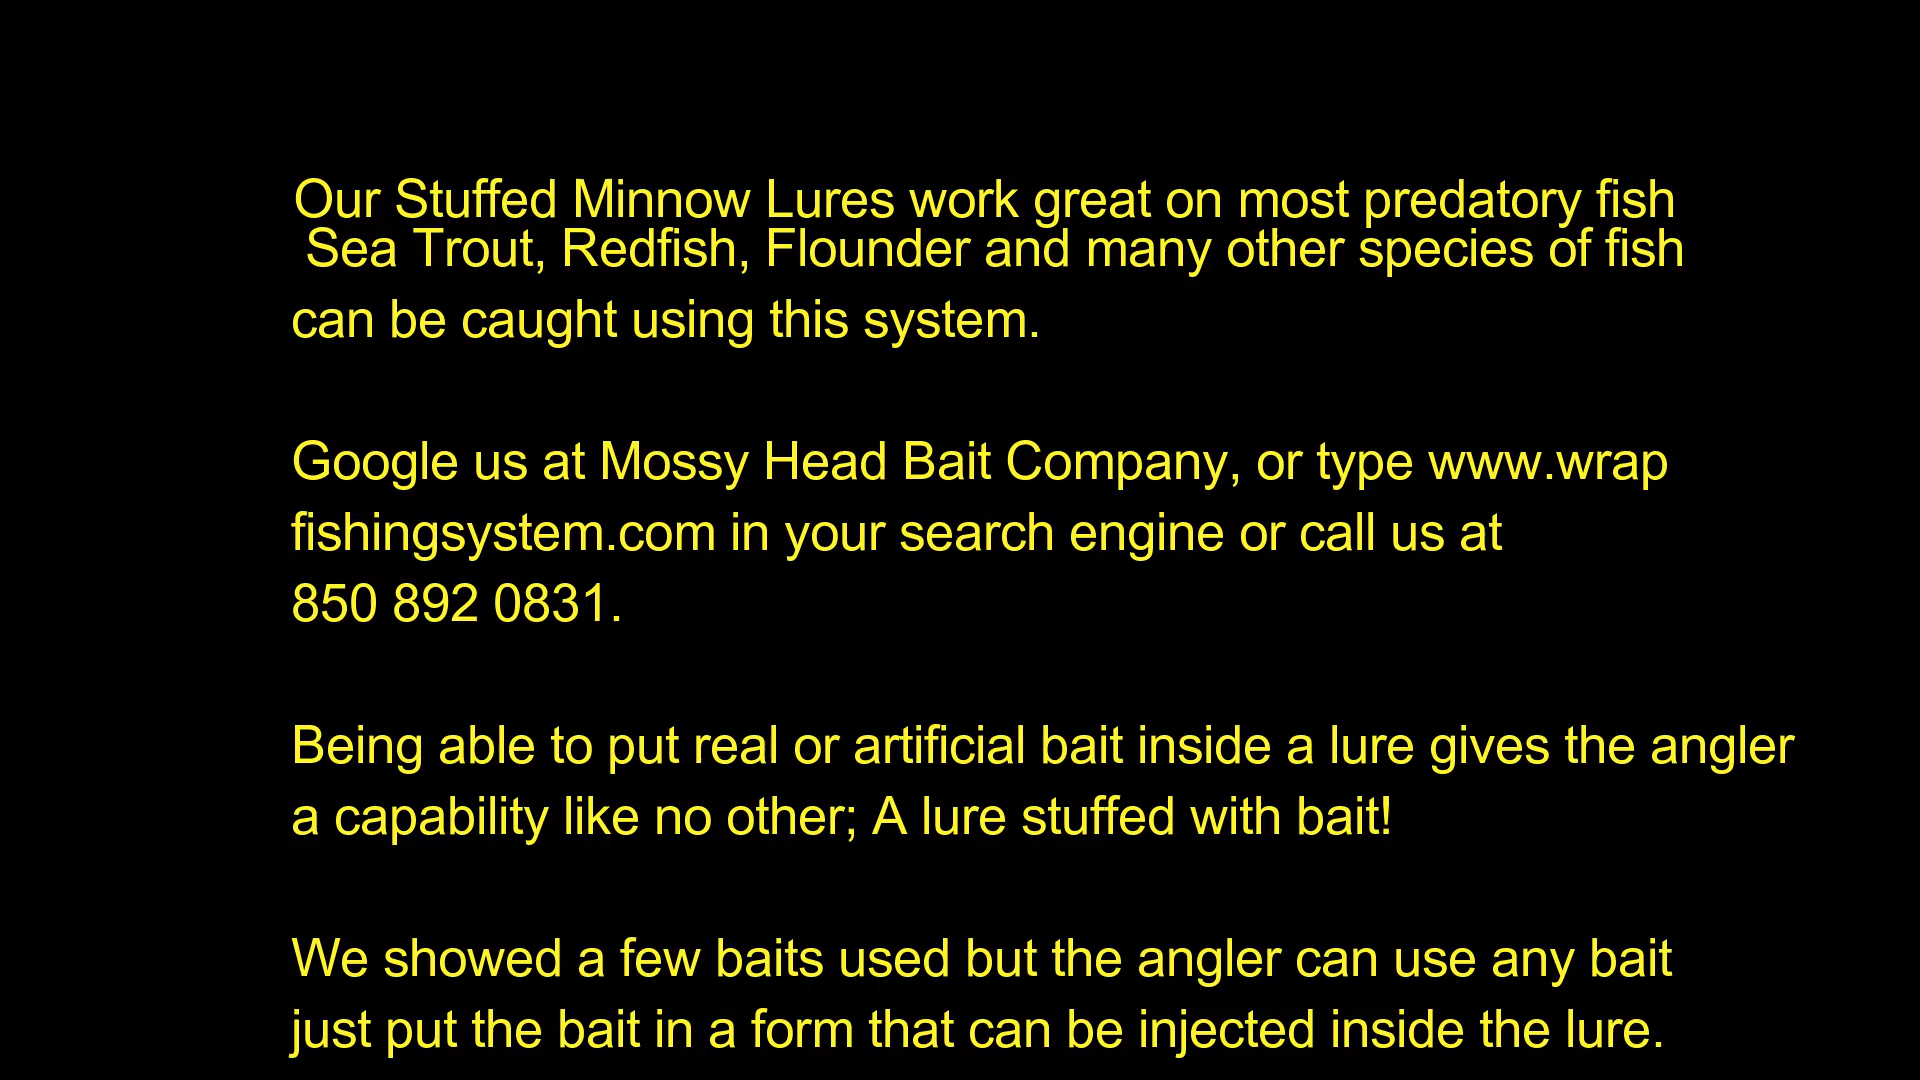 Our Stuffed Minnow Lures work great on most predatory fish
Sea Trout, Redfish, Flounder and many other species of fish
can be caught using this system.
Google us at Mossy Head Bait Company, or type www.wrap
fishingsystem.com in your search engine or call us at
850 892 0831.
Being able to put real or artificial bait inside a lure gives the angler
a capability like no other; A lure stuffed with bait!
We showed a few baits used but the angler can use any bait
just put the bait in a form that can be injected inside the lure.